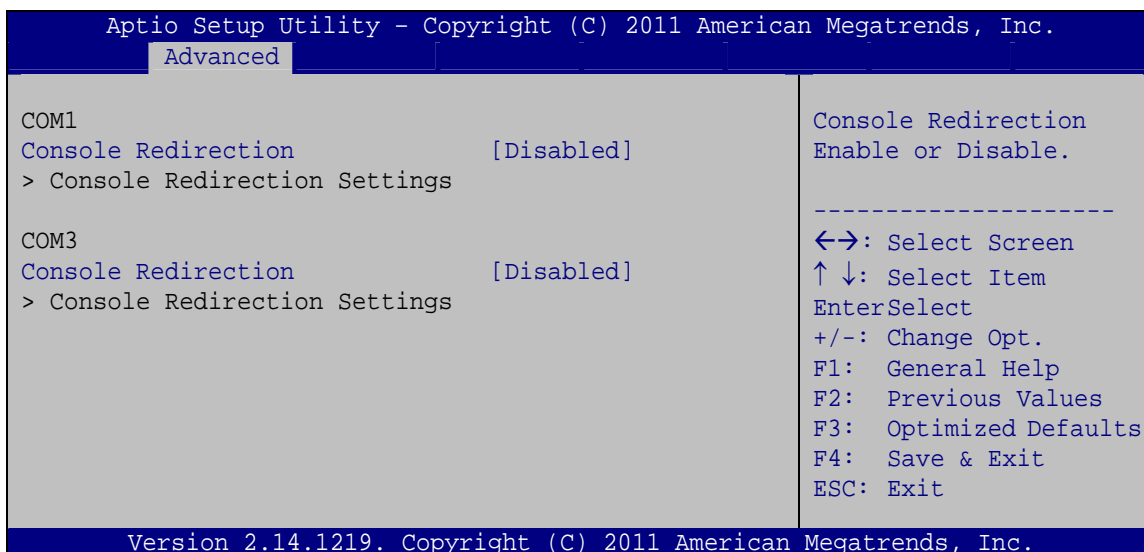 Aptio Setup Utility – Copyright (C) 2011 American Megatrends, Inc.
Advanced
COM1
Console Redirection [Disabled]
> Console Redirection Settings
COM3
Console Redirection [Disabled]
> Console Redirection Settings
Console Redirection
Enable or Disable.
---------------------
←→: Select Screen
↑ ↓: Select Item
EnterSelect
+/-: Change Opt.
F1: General Help
F2: Previous Values
F3: Optimized Defaults
F4: Save & Exit
ESC: Exit
Version 2.14.1219. Copyright (C) 2011 American Megatrends, Inc.